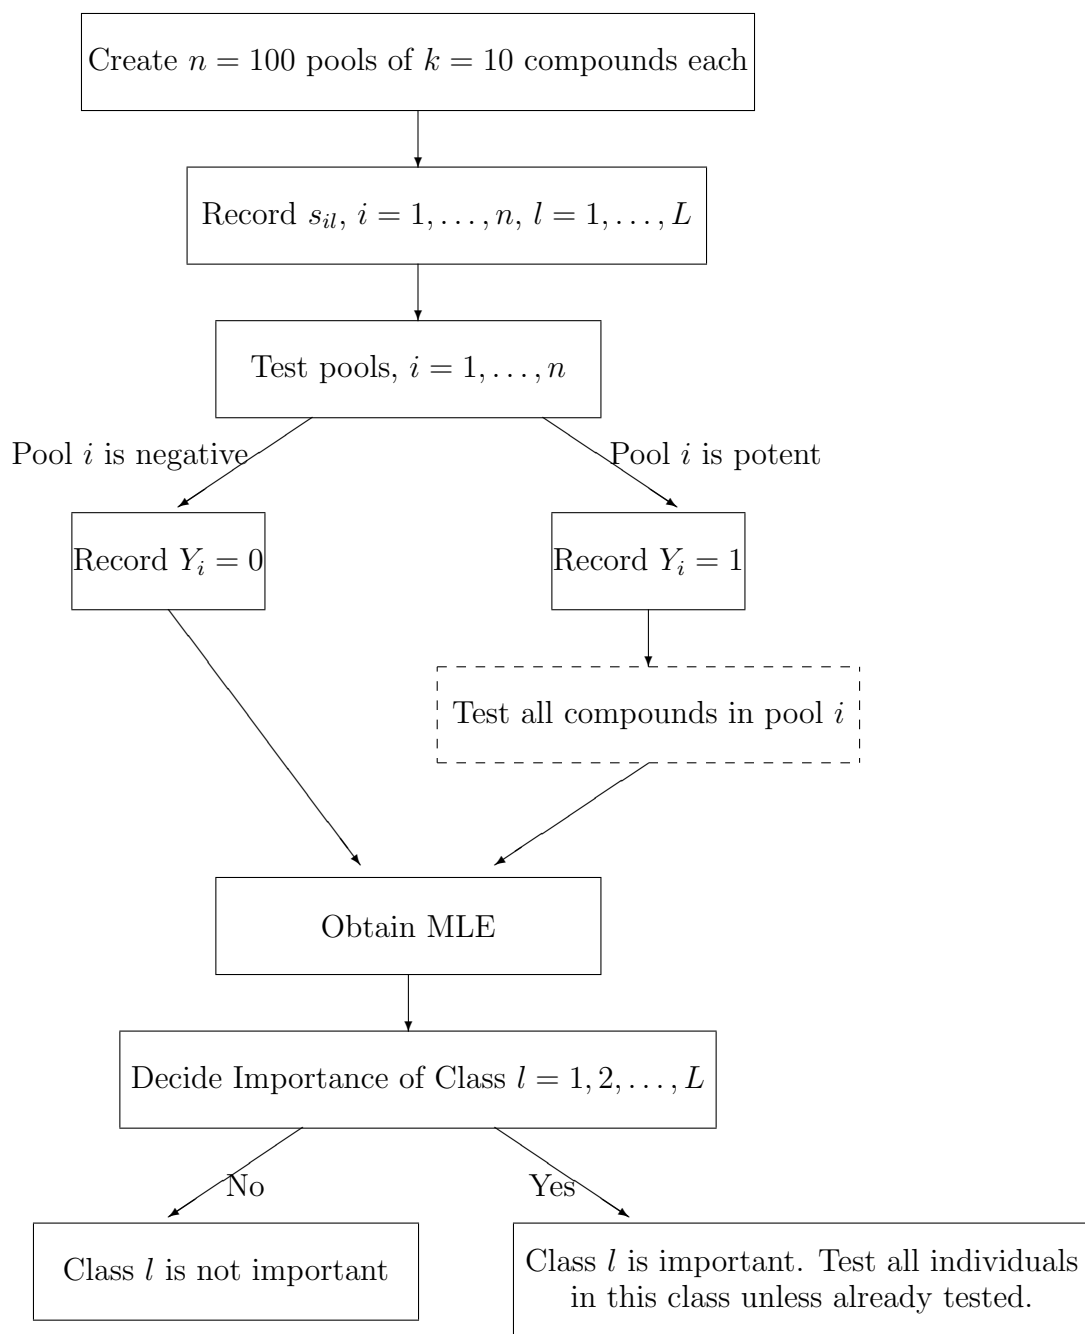 Create n = 100 pools of k = 10 compounds each
Record s_{il}, i = 1, . . . , n, l = 1, . . . , L
Test pools, i = 1, . . . , n
Pool i is negative
Pool i is potent
Record Y_i = 0
Record Y_i = 1
Test all compounds in pool i
Obtain MLE
Decide Importance of Class l = 1, 2, . . . , L
No
Yes
Class l is not important
Class l is important. Test all individuals
in this class unless already tested.